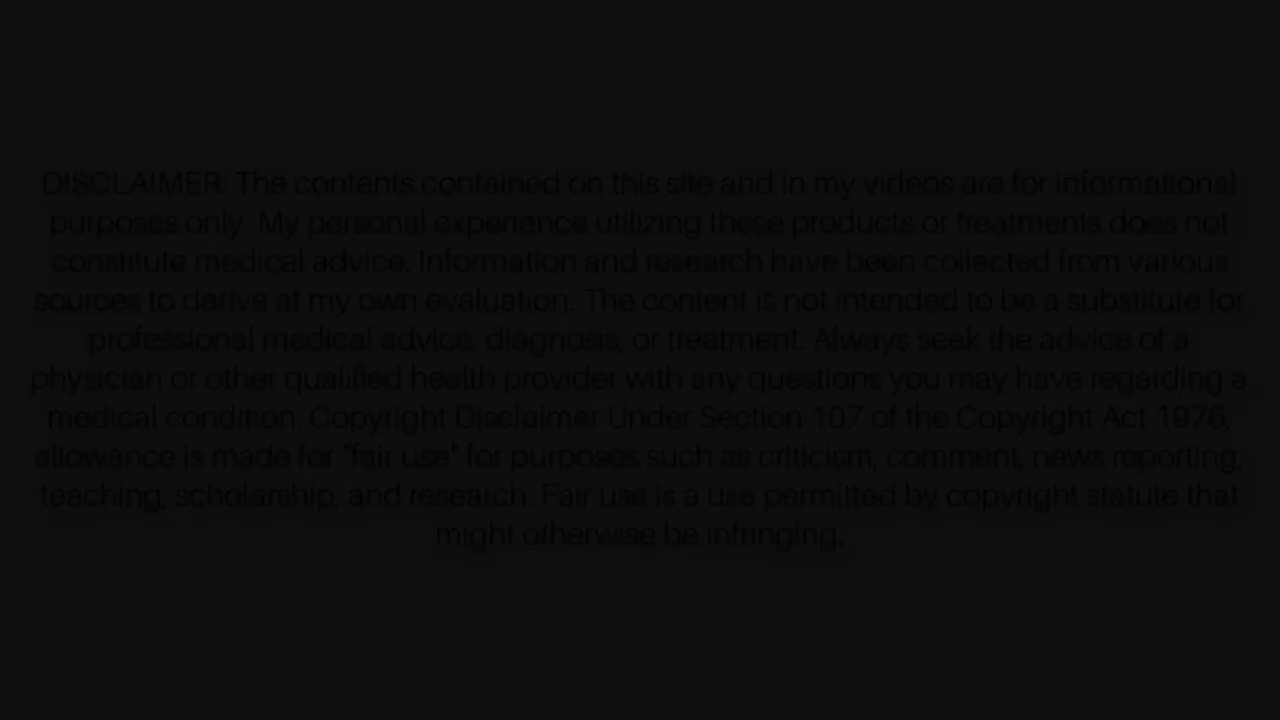 DISCLAIMER: The contents contained on this site and in my videos are for informational
purposes only. My personal experience utilizing these products or treatments does not
constitute medical advice. Information and research have been collected from various
sources to derive at my own evaluation. The content is not intended to be a substitute for
professional medical advice, diagnosis, or treatment. Always seek the advice of a
physician or other qualified health provider with any questions you may have regarding a
medical condition. Copyright Disclaimer Under Section 107 of the Copyright Act 1976,
allowance is made for "fair use" for purposes such as criticism, comment, news reporting,
teaching, scholarship, and research. Fair use is a use permitted by copyright statute that
might otherwise be infringing.